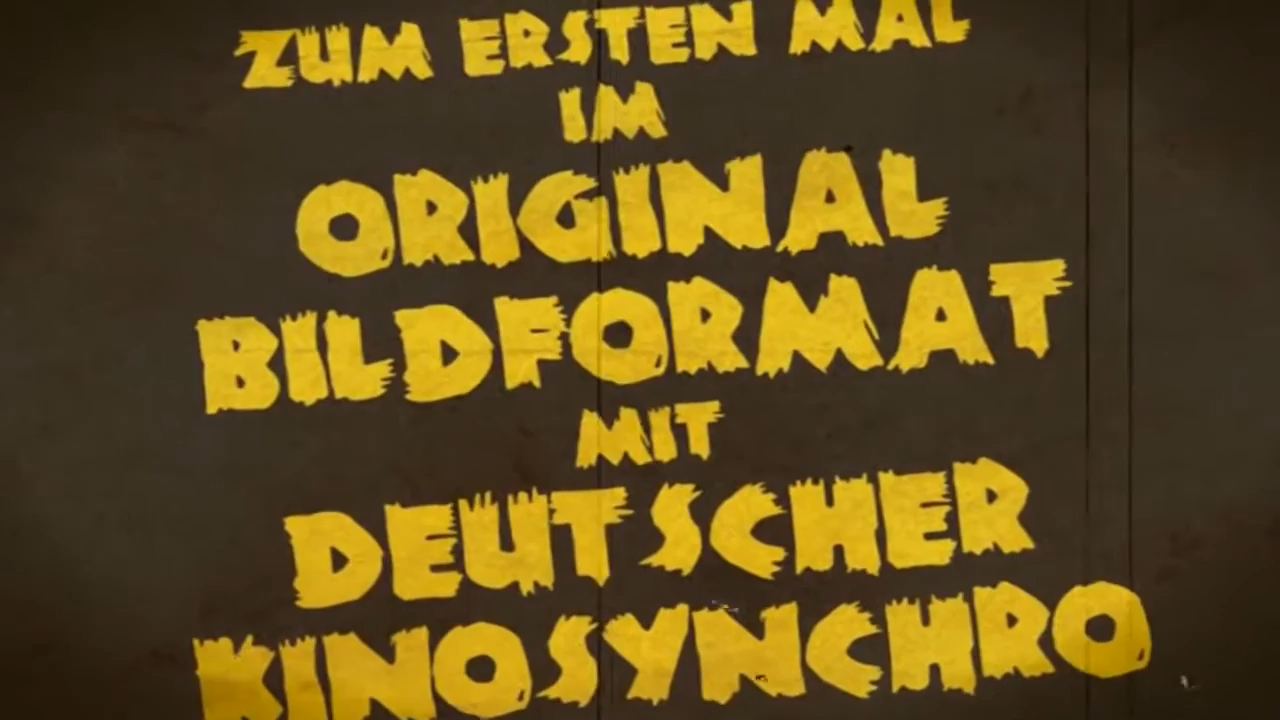 ZUM ERSTEN MAL
IM
ORIGINAL
BILDFORMAT
MIT
DEUTSCHER
KINOSYNCHRO